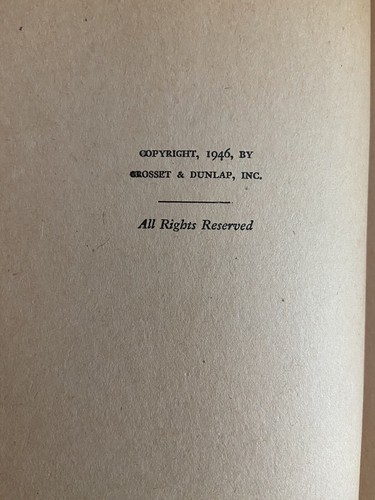 COPYRIGHT, 1946, BY
GROSSET & DUNLAP, INC.
All Rights Reserved